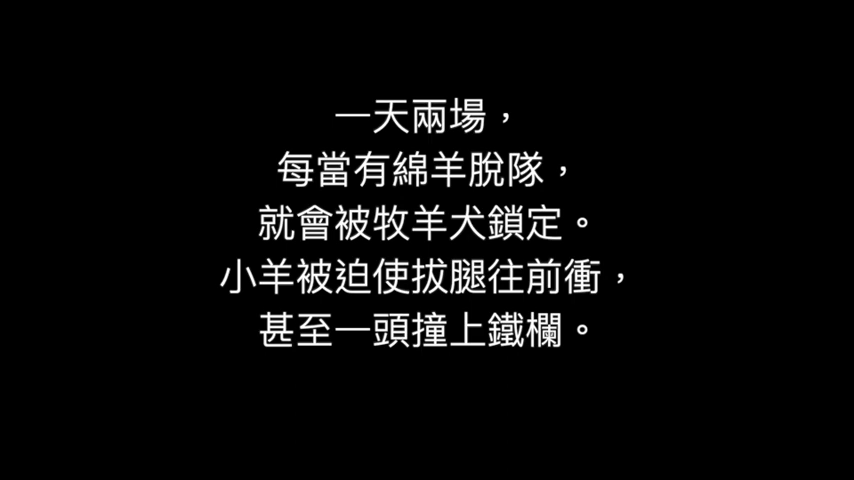 一天兩場，
每當有綿羊脫隊，
就會被牧羊犬鎖定。
小羊被迫使拔腿往前衝，
甚至一頭撞上鐵欄。